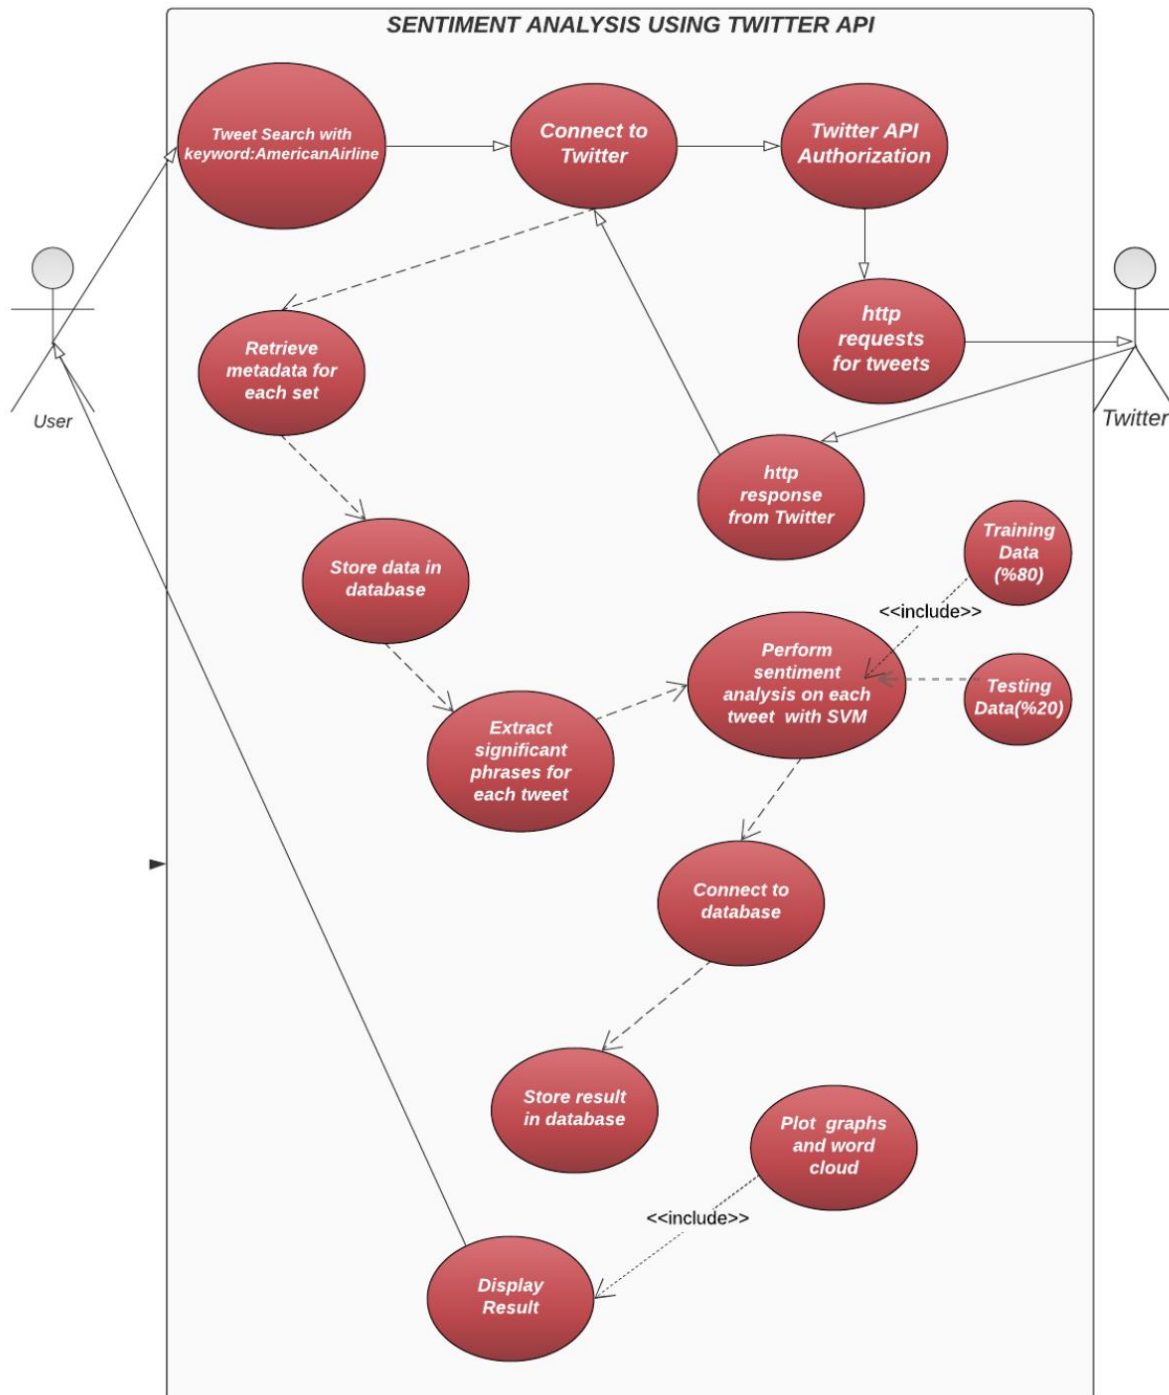 SENTIMENT ANALYSIS USING TWITTER API
Tweet Search with
keyword:AmericanAirline
Connect to
Twitter
Twitter API
Authorization
http
requests
for tweets
User
Twitter
Retrieve
metadata for
each set
http
response
from Twitter
Training
Data
(%80)
<<include>>
Store data in
database
Perform
sentiment
analysis on each
tweet with SVM
Testing
Data(%20)
Extract
significant
phrases for
each tweet
Connect to
database
Store result
in database
Plot graphs
and word
cloud
<<include>>
Display
Result